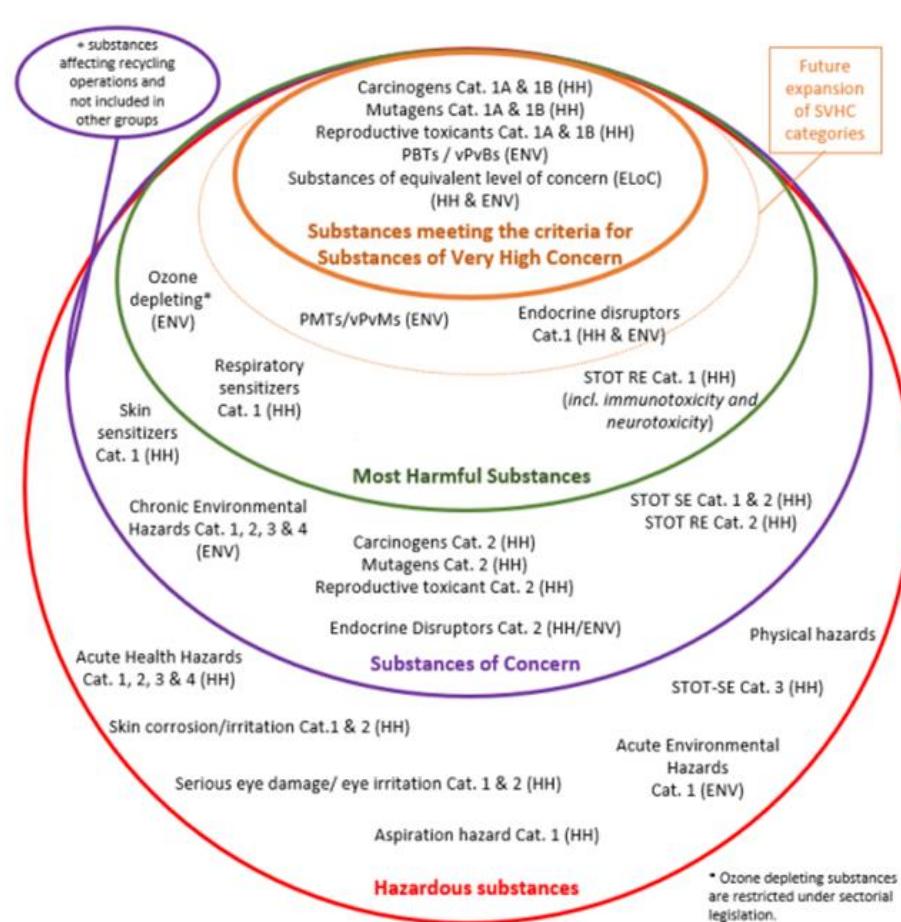 + substances
affecting recycling
operations and
not included in
other groups
Future
expansion
of SVHC
categories
Carcinogens Cat. 1A & 1B (HH)
Mutagens Cat. 1A & 1B (HH)
Reproductive toxicants Cat. 1A & 1B (HH)
PBTs / vPvBs (ENV)
Substances of equivalent level of concern (ELoC)
(HH & ENV)
Substances meeting the criteria for
Substances of Very High Concern
Ozone
depleting*
(ENV)
PMTs/vPvMs (ENV)
Endocrine disruptors
Cat.1 (HH & ENV)
Respiratory
sensitizers
Cat. 1 (HH)
STOT RE Cat. 1 (HH)
(incl. immunotoxicity and
neurotoxicity)
Skin
sensitizers
Cat. 1 (HH)
Most Harmful Substances
Chronic Environmental
Hazards Cat. 1, 2, 3 & 4
(ENV)
STOT SE Cat. 1 & 2 (HH)
STOT RE Cat. 2 (HH)
Carcinogens Cat. 2 (HH)
Mutagens Cat. 2 (HH)
Reproductive toxicant Cat. 2 (HH)
Endocrine Disruptors Cat. 2 (HH/ENV)
Substances of Concern
Physical hazards
Acute Health Hazards
Cat. 1, 2, 3 & 4 (HH)
STOT-SE Cat. 3 (HH)
Skin corrosion/irritation Cat.1 & 2 (HH)
Acute Environmental
Hazards
Cat. 1 (ENV)
Serious eye damage/ eye irritation Cat. 1 & 2 (HH)
Aspiration hazard Cat. 1 (HH)
Hazardous substances
* Ozone depleting substances
are restricted under sectorial
legislation.